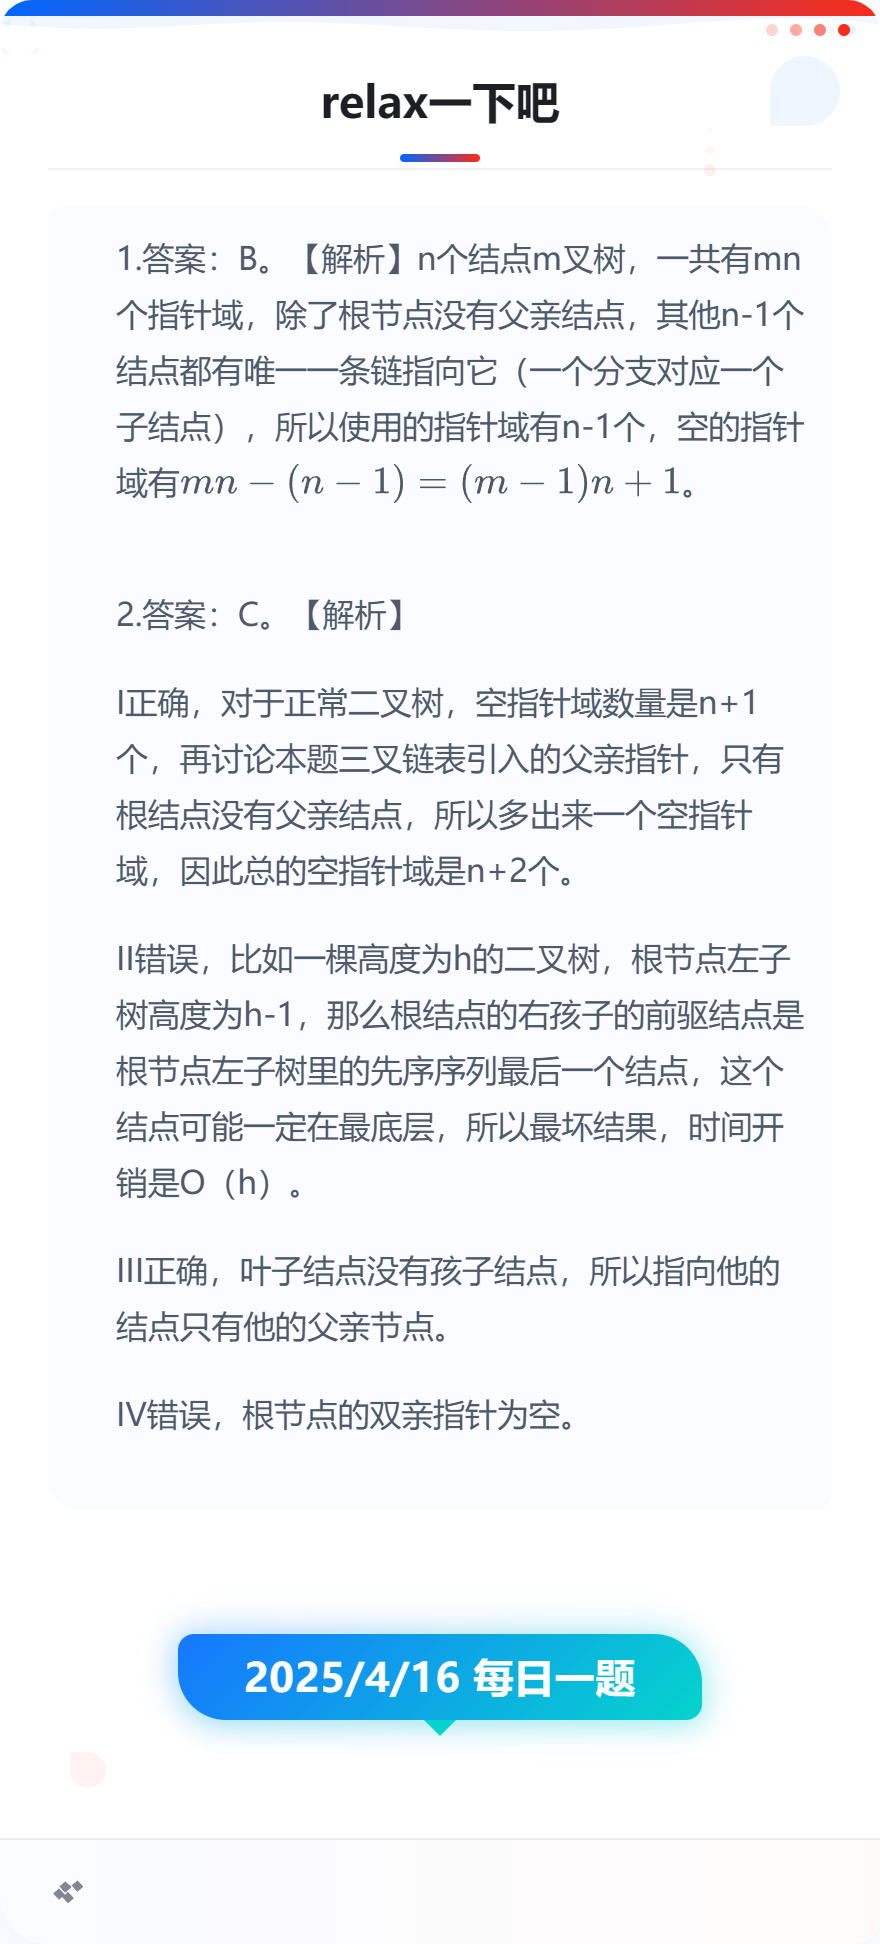 relax一下吧
1.答案：B。【解析】n个结点m叉树，一共有mn
个指针域，除了根节点没有父亲结点，其他n-1个
结点都有唯一一条链指向它（一个分支对应一个
子结点），所以使用的指针域有n-1个，空的指针
域有mn − (n − 1) = (m − 1)n + 1。
2.答案：C。【解析】
I正确，对于正常二叉树，空指针域数量是n+1
个，再讨论本题三叉链表引入的父亲指针，只有
根结点没有父亲结点，所以多出来一个空指针
域，因此总的空指针域是n+2个。
II错误，比如一棵高度为h的二叉树，根节点左子
树高度为h-1，那么根结点的右孩子的前驱结点是
根节点左子树里的先序序列最后一个结点，这个
结点可能一定在最底层，所以最坏结果，时间开
销是O（h）。
III正确，叶子结点没有孩子结点，所以指向他的
结点只有他的父亲节点。
IV错误，根节点的双亲指针为空。
2025/4/16 每日一题